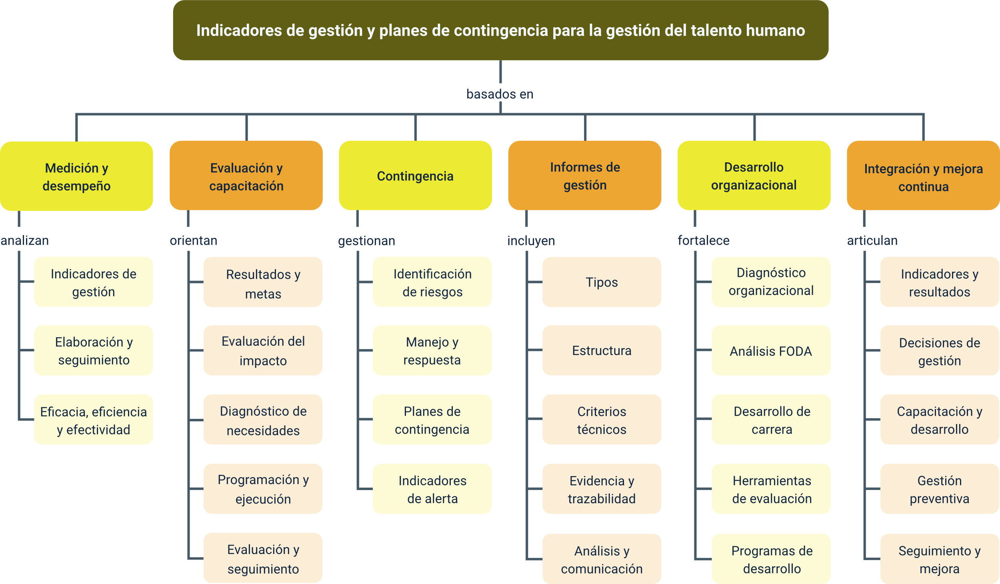 Indicadores de gestión y planes de contingencia para la gestión del talento humano
basados en
Medición y
desempeño
analizan
Indicadores de
gestión
Elaboración y
seguimiento
Eficacia, eficiencia
y efectividad
Evaluación y
capacitación
orientan
Resultados y
metas
Evaluación del
impacto
Diagnóstico de
necesidades
Programación y
ejecución
Evaluación y
seguimiento
Contingencia
gestionan
Identificación
de riesgos
Manejo y
respuesta
Planes de
contingencia
Indicadores
de alerta
Informes de
gestión
incluyen
Tipos
Estructura
Criterios
técnicos
Evidencia y
trazabilidad
Análisis y
comunicación
Desarrollo
organizacional
fortalece
Diagnóstico
organizacional
Análisis FODA
Desarrollo de
carrera
Herramientas
de evaluación
Programas de
desarrollo
Integración y mejora
continua
articulan
Indicadores y
resultados
Decisiones de
gestión
Capacitación y
desarrollo
Gestión
preventiva
Seguimiento y
mejora